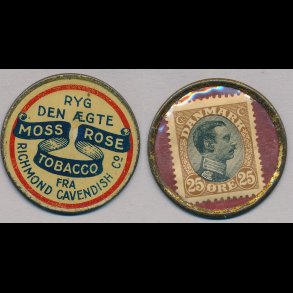 RYG
DEN ÆGTE
MOSS ROSE
TOBACCO
FRA
RICHMOND CAVENDISH Co
DANMARK
25 ØRE 25